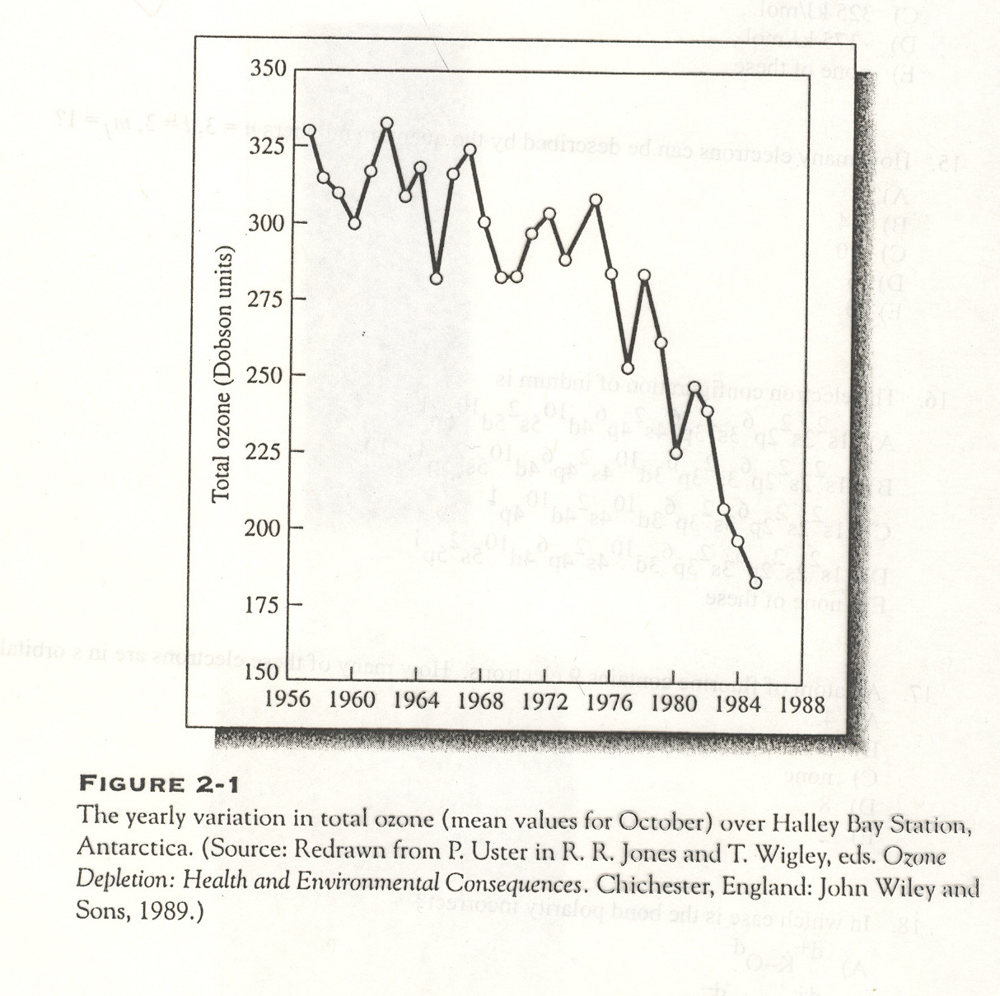 350
325
300
275
250
225
200
175
150
Total ozone (Dobson units)
1956 1960 1964 1968 1972 1976 1980 1984 1988
FIGURE 2-1
The yearly variation in total ozone (mean values for October) over Halley Bay Station,
Antarctica. (Source: Redrawn from P. Uster in R. R. Jones and T. Wigley, eds. Ozone
Depletion: Health and Environmental Consequences. Chichester, England: John Wiley and
Sons, 1989.)